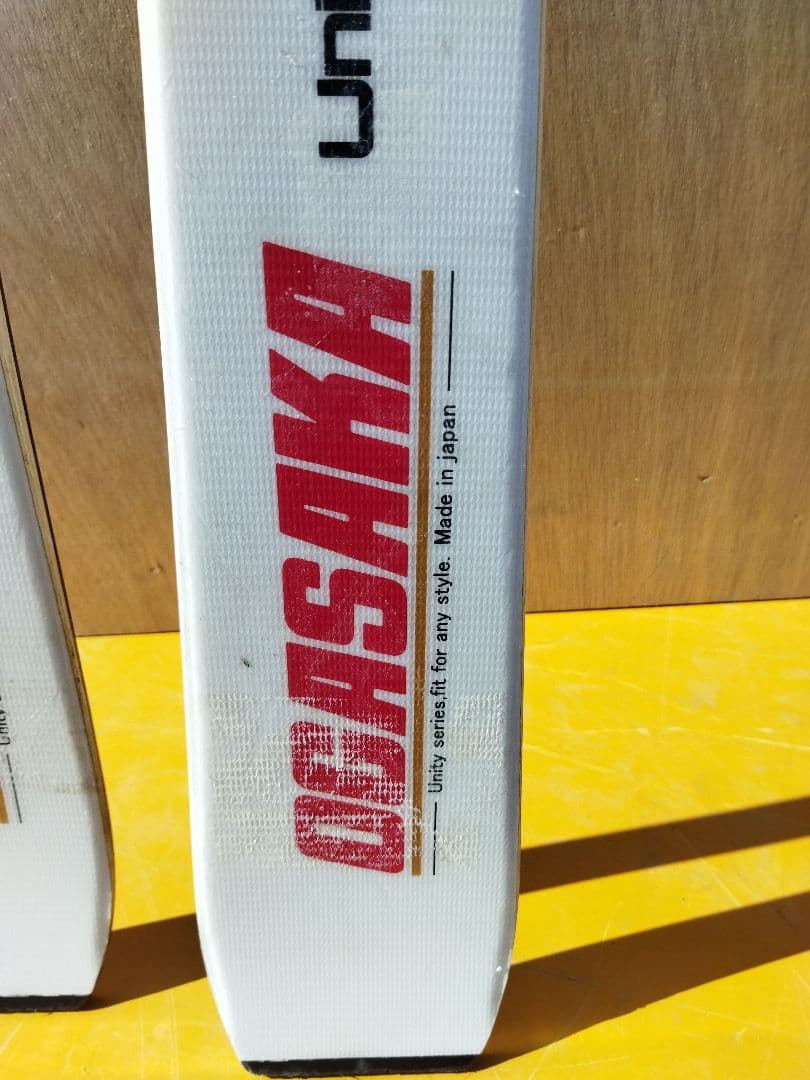 Uni
OGASAKA
Unity series,fit for any style. Made in japan